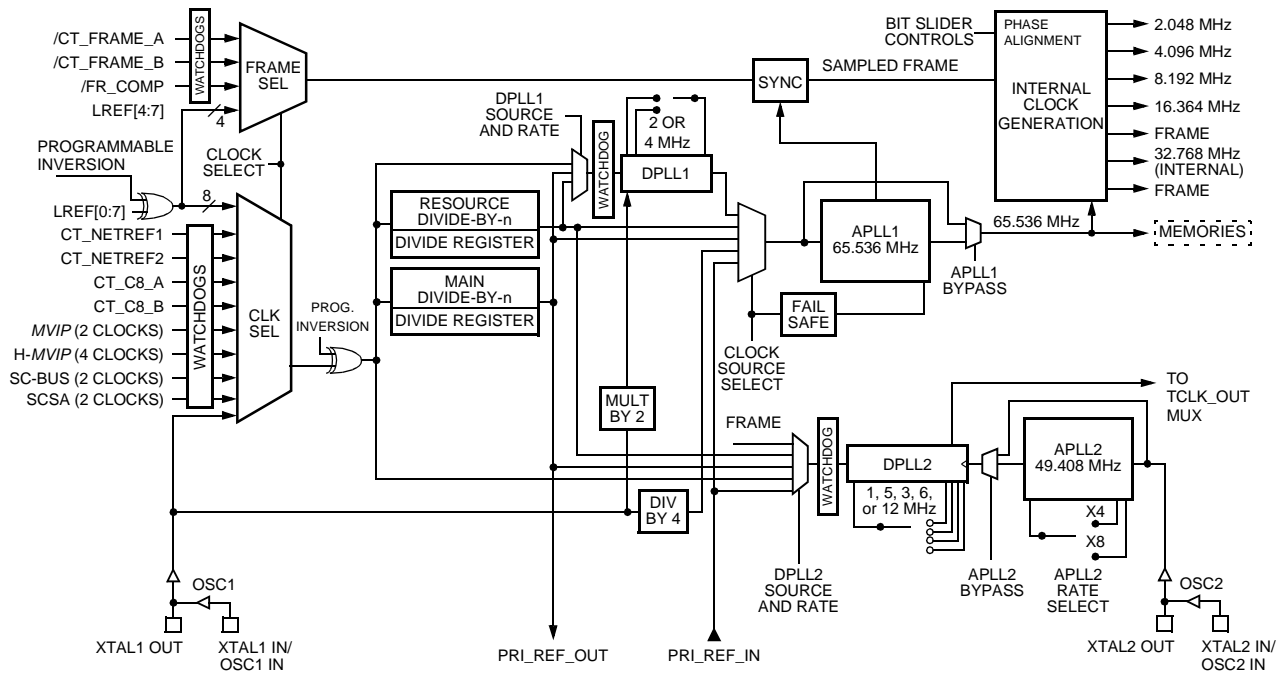 /CT_FRAME_A
/CT_FRAME_B
/FR_COMP
LREF[4:7]
WATCHDOGS
FRAME
SEL
4
PROGRAMMABLE
INVERSION
CLOCK
SELECT
LREF[0:7]
8
CT_NETREF1
CT_NETREF2
CT_C8_A
CT_C8_B
MVIP (2 CLOCKS)
H-MVIP (4 CLOCKS)
SC-BUS (2 CLOCKS)
SCSA (2 CLOCKS)
WATCHDOGS
CLK
SEL
PROG.
INVERSION
RESOURCE
DIVIDE-BY-n
DIVIDE REGISTER
MAIN
DIVIDE-BY-n
DIVIDE REGISTER
DPLL1
SOURCE
AND RATE
WATCHDOG
2 OR
4 MHz
DPLL1
SYNC
SAMPLED FRAME
BIT SLIDER
CONTROLS
PHASE
ALIGNMENT
INTERNAL
CLOCK
GENERATION
2.048 MHz
4.096 MHz
8.192 MHz
16.364 MHz
FRAME
32.768 MHz
(INTERNAL)
FRAME
APLL1
65.536 MHz
65.536 MHz
MEMORIES
APLL1
BYPASS
FAIL
SAFE
CLOCK
SOURCE
SELECT
MULT
BY 2
DIV
BY 4
FRAME
WATCHDOG
DPLL2
1, 5, 3, 6,
or 12 MHz
TO
TCLK_OUT
MUX
APLL2
49.408 MHz
X4
X8
DPLL2
SOURCE
AND RATE
APLL2
BYPASS
APLL2
RATE
SELECT
OSC1
XTAL1 OUT
XTAL1 IN/
OSC1 IN
PRI_REF_OUT
PRI_REF_IN
OSC2
XTAL2 OUT
XTAL2 IN/
OSC2 IN